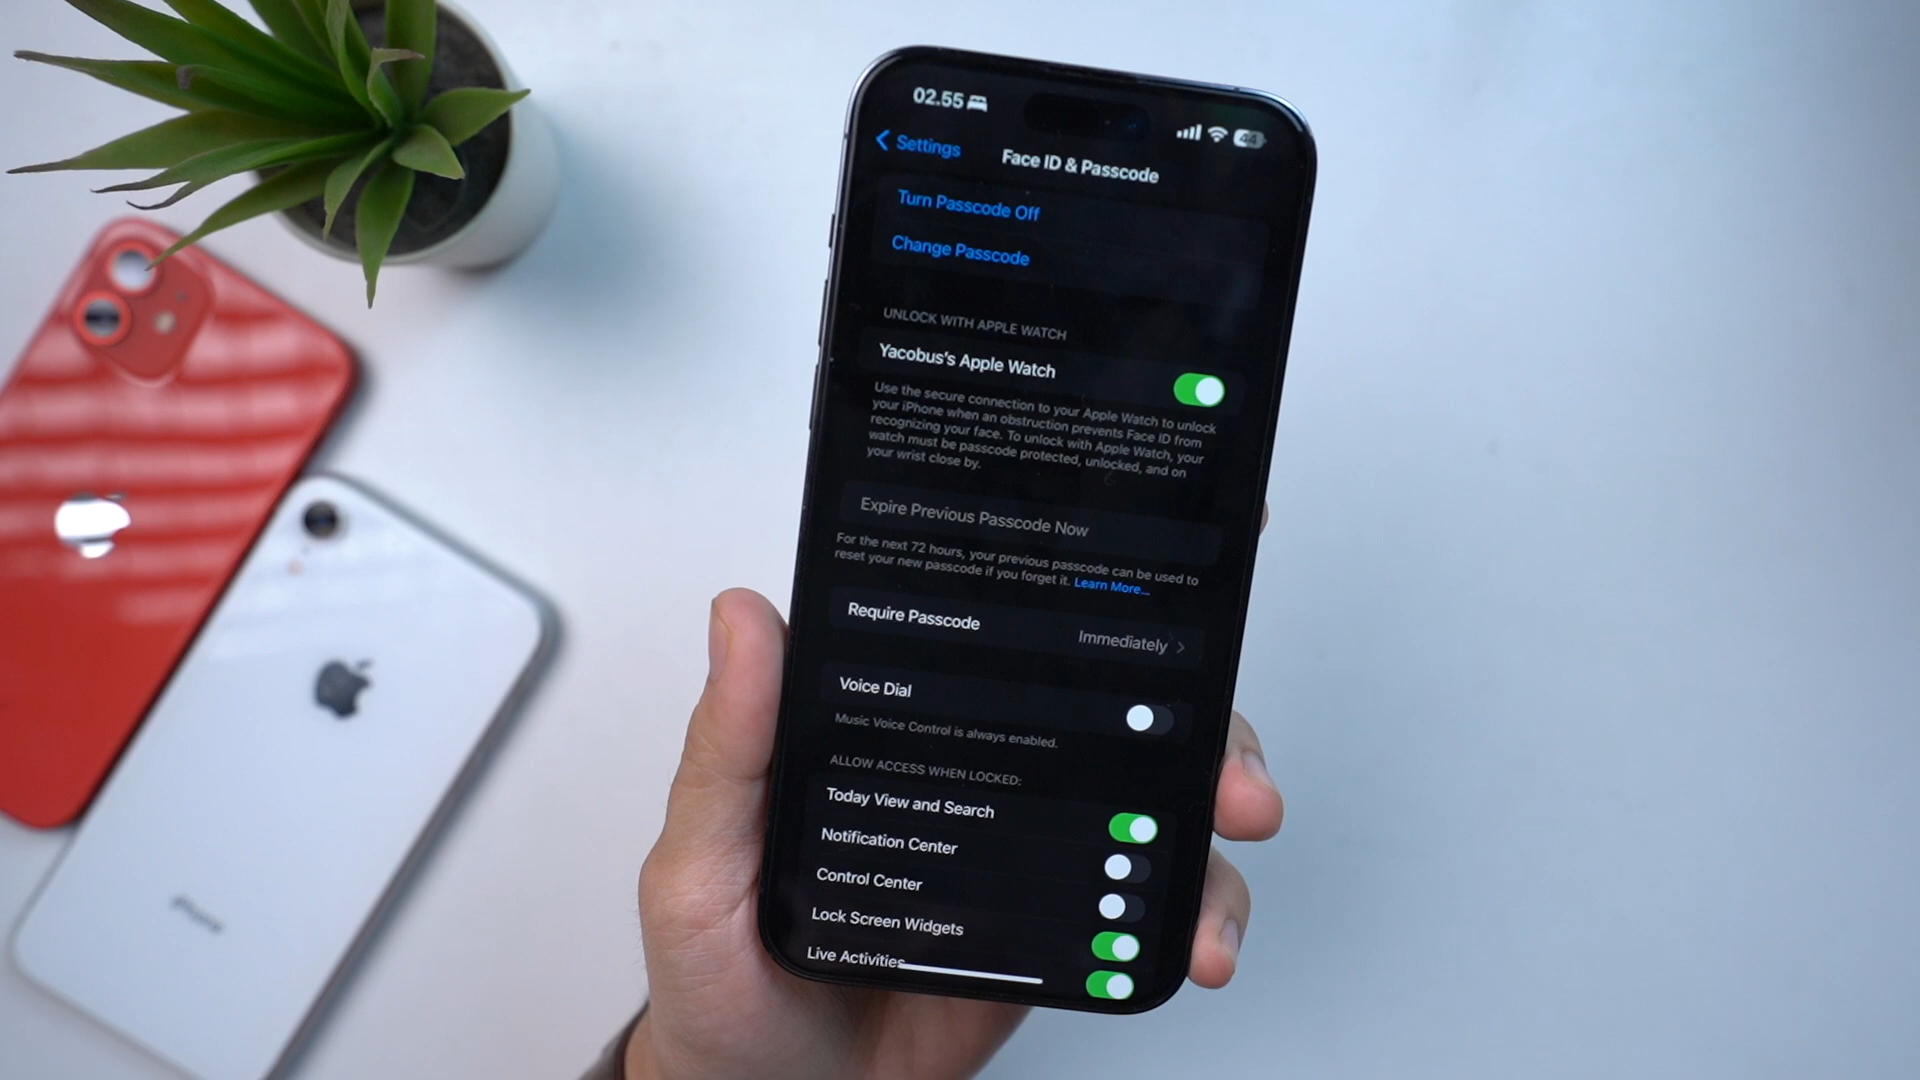 02.55
44
Settings
Face ID & Passcode
Turn Passcode Off
Change Passcode
UNLOCK WITH APPLE WATCH
Yacobus's Apple Watch
Use the secure connection to your Apple Watch to unlock
your iPhone when an obstruction prevents Face ID from
recognizing your face. To unlock with Apple Watch, your
watch must be passcode protected, unlocked, and on
your wrist close by.
Expire Previous Passcode Now
For the next 72 hours, your previous passcode can be used to
reset your new passcode if you forget it. Learn More...
Require Passcode
Immediately
Voice Dial
Music Voice Control is always enabled.
ALLOW ACCESS WHEN LOCKED:
Today View and Search
Notification Center
Control Center
Lock Screen Widgets
Live Activities
iPhone